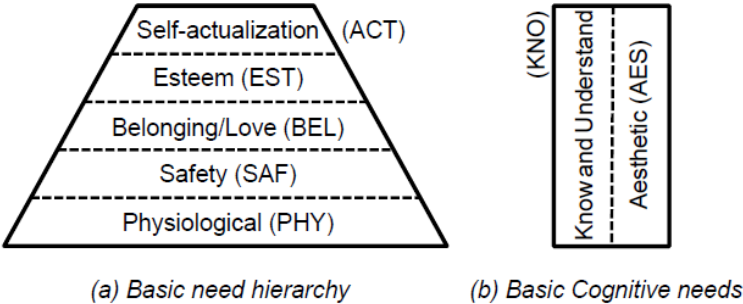 Self-actualization (ACT)
Esteem (EST)
Belonging/Love (BEL)
Safety (SAF)
Physiological (PHY)
(a) Basic need hierarchy
(KNO)
Know and Understand
Aesthetic (AES)
(b) Basic Cognitive needs